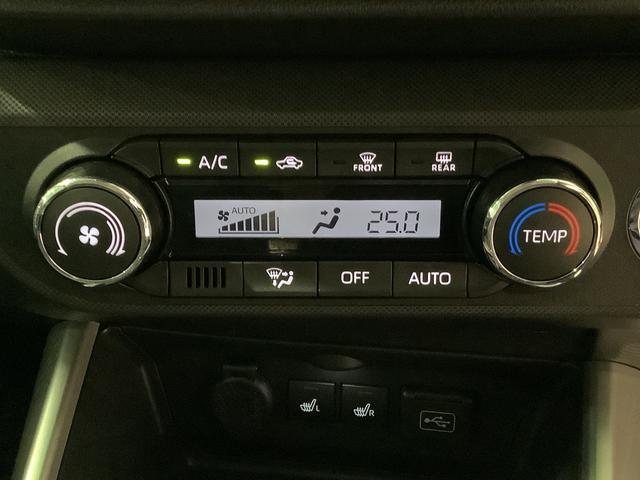 A/C
FRONT
REAR
AUTO
25.0
TEMP
OFF
AUTO
L
R